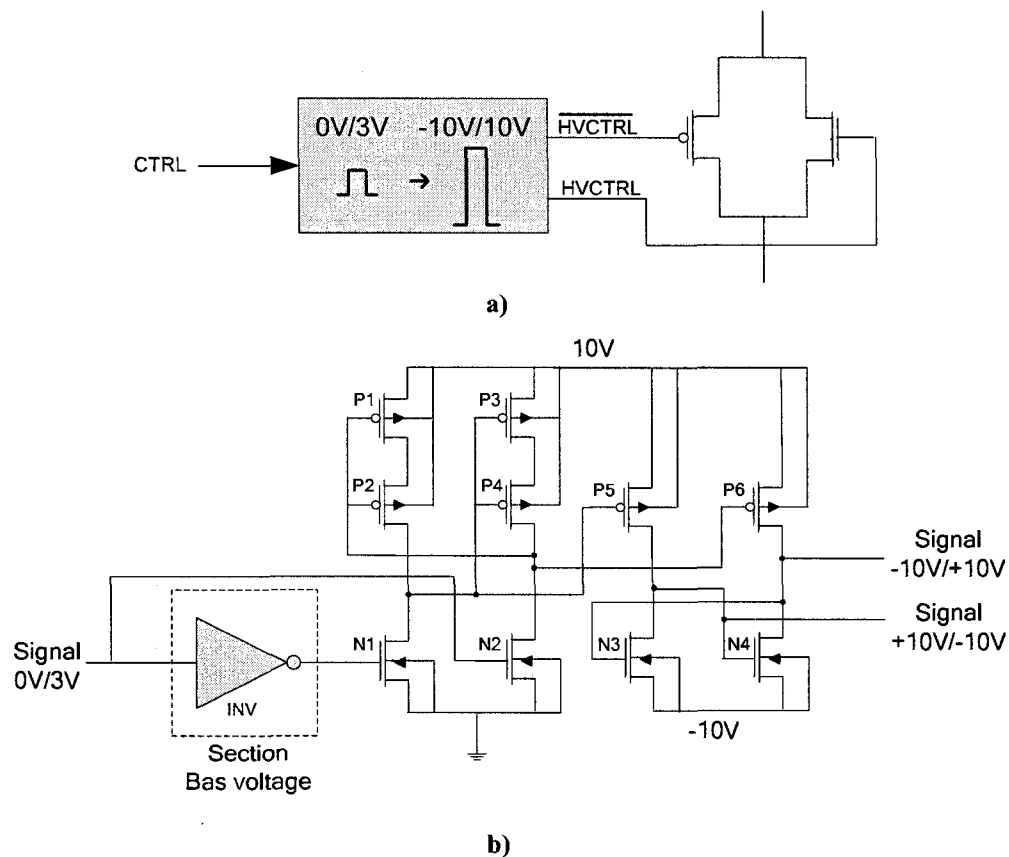 0V/3V -10V/10V
HVCTRL
CTRL
HVCTRL
a)
10V
P1
P3
P2
P4
P5
P6
Signal
-10V/+10V
Signal
+10V/-10V
Signal
0V/3V
INV
N1
N2
N3
N4
-10V
Section
Bas voltage
b)